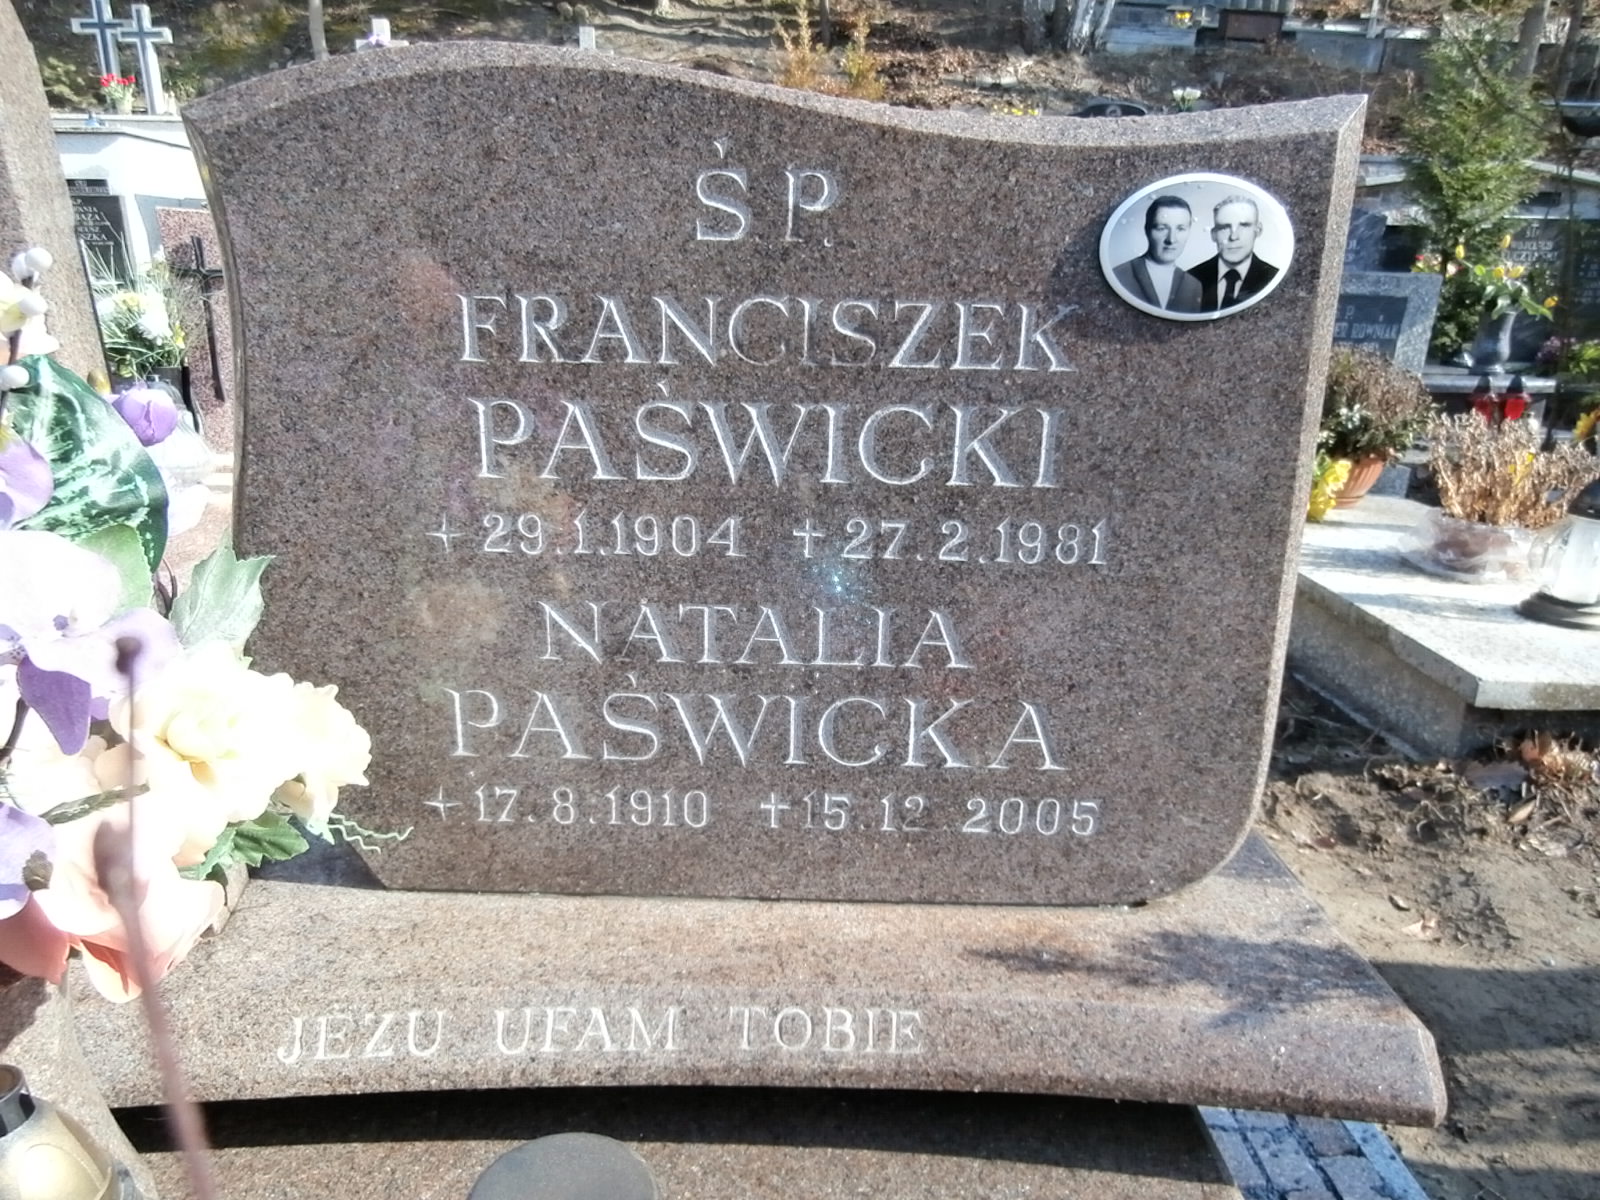 Ś.P.
FRANCISZEK
PAŚWICKI
+ 29.1.1904 + 27.2.1981
NATALIA
PAŚWICKA
+ 17.8.1910 + 15.12.2005
JEZU UFAM TOBIE